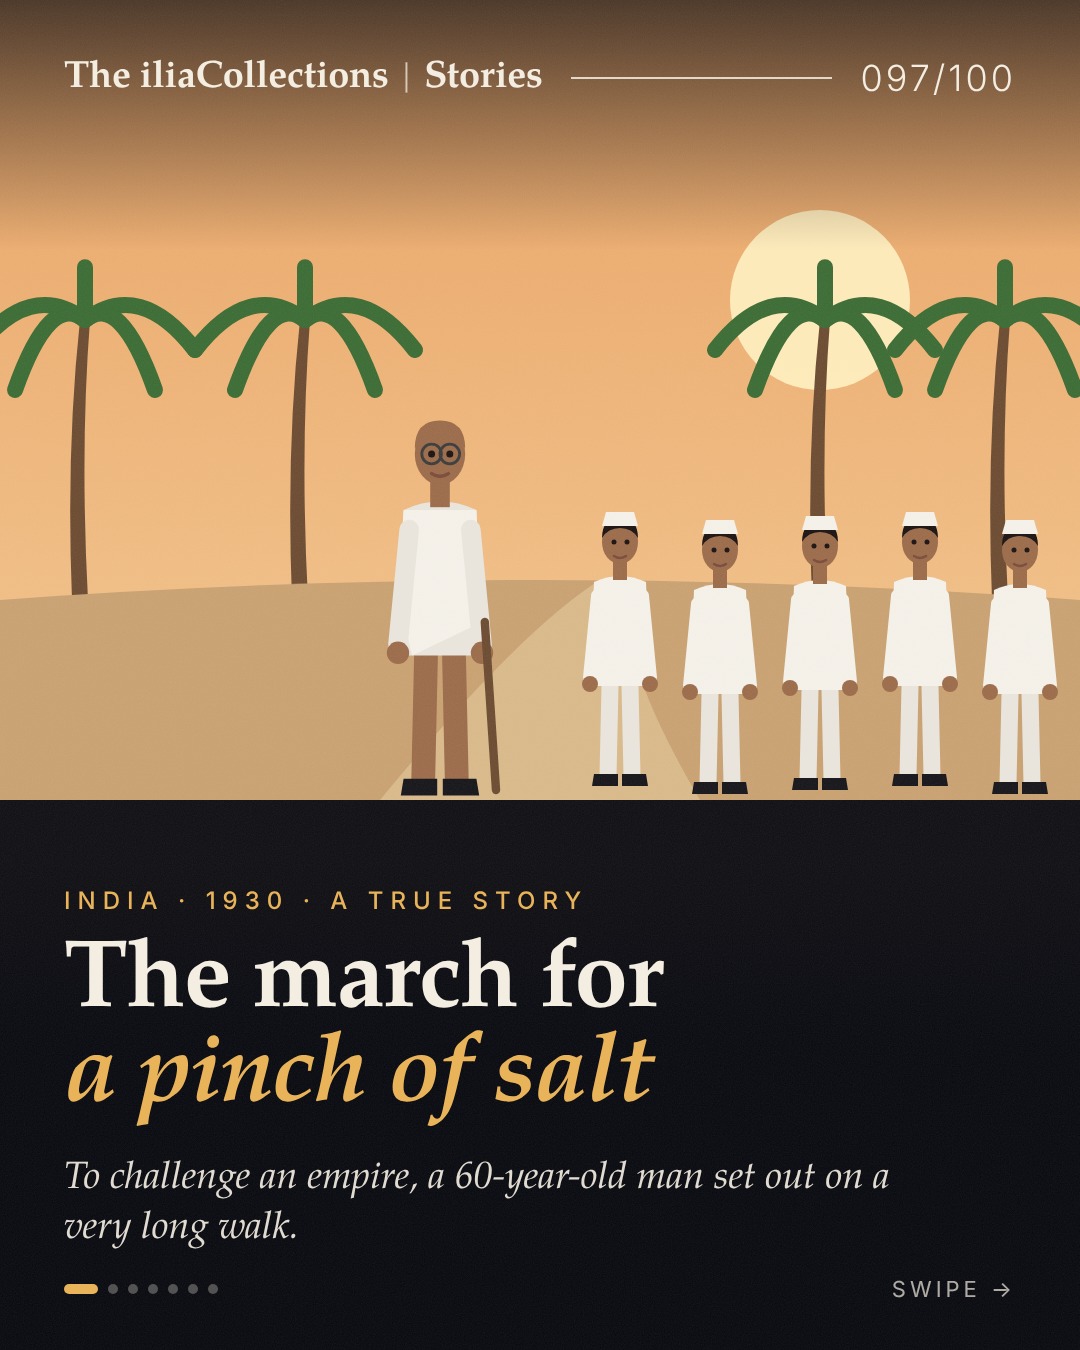 The iliaCollections | Stories 097/100
INDIA · 1930 · A TRUE STORY
The march for
a pinch of salt
To challenge an empire, a 60-year-old man set out on a
very long walk.
SWIPE →